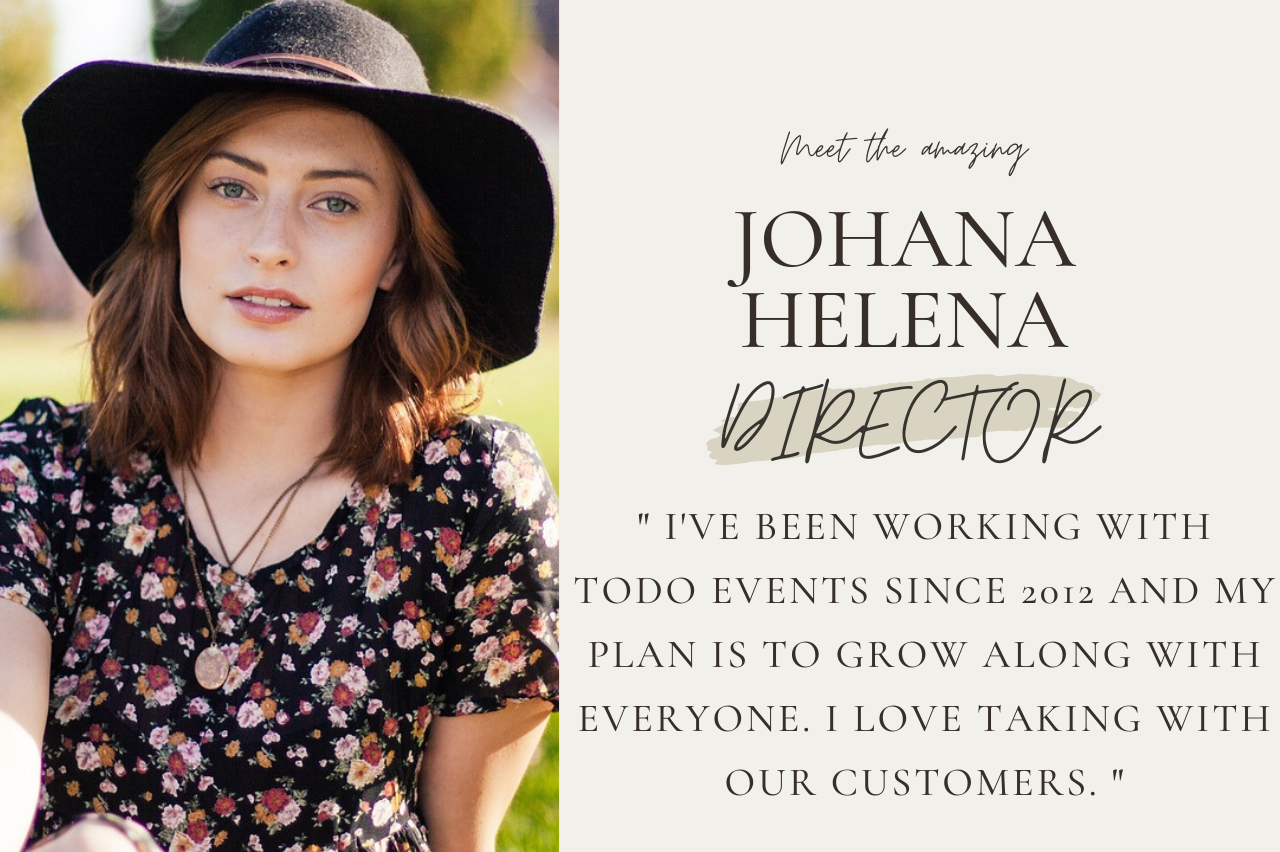 Meet the amazing
JOHANA
HELENA
DIRECTOR
" I'VE BEEN WORKING WITH
TODO EVENTS SINCE 2012 AND MY
PLAN IS TO GROW ALONG WITH
EVERYONE. I LOVE TAKING WITH
OUR CUSTOMERS. "